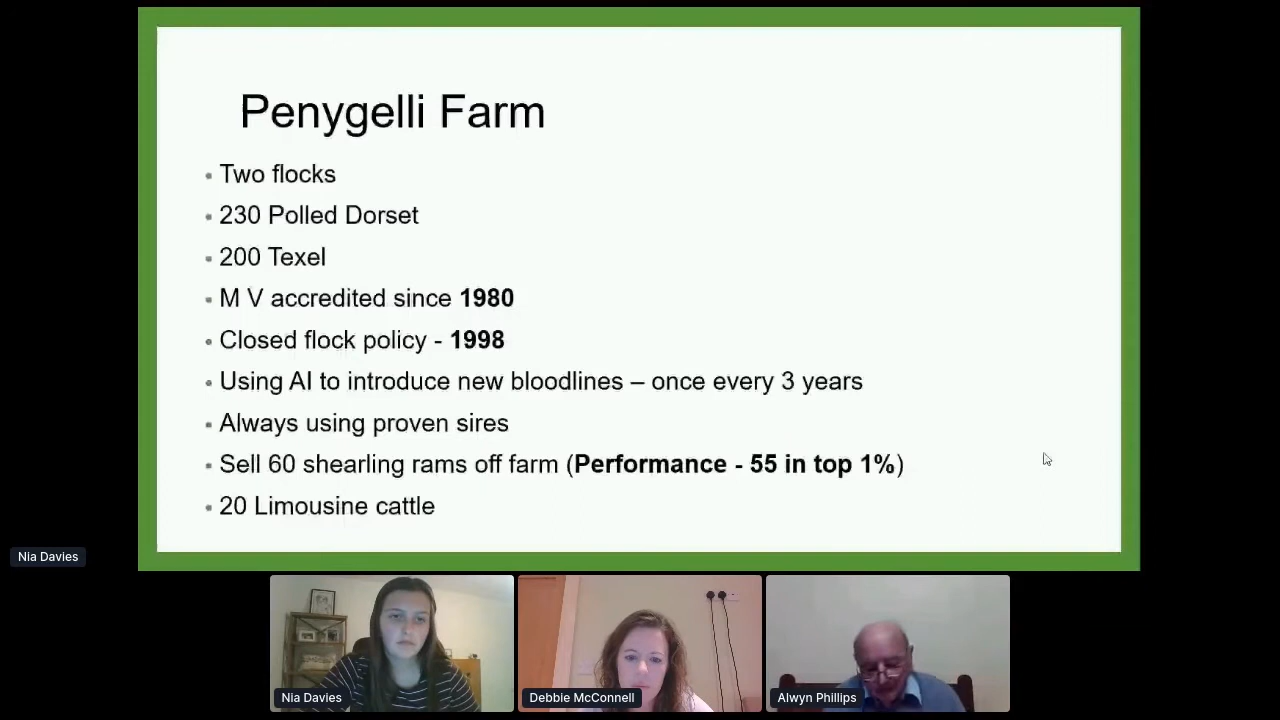 Penygelli Farm
• Two flocks
• 230 Polled Dorset
• 200 Texel
• M V accredited since 1980
• Closed flock policy - 1998
• Using AI to introduce new bloodlines – once every 3 years
• Always using proven sires
• Sell 60 shearling rams off farm (Performance - 55 in top 1%)
• 20 Limousine cattle
Nia Davies
Nia Davies
Debbie McConnell
Alwyn Phillips